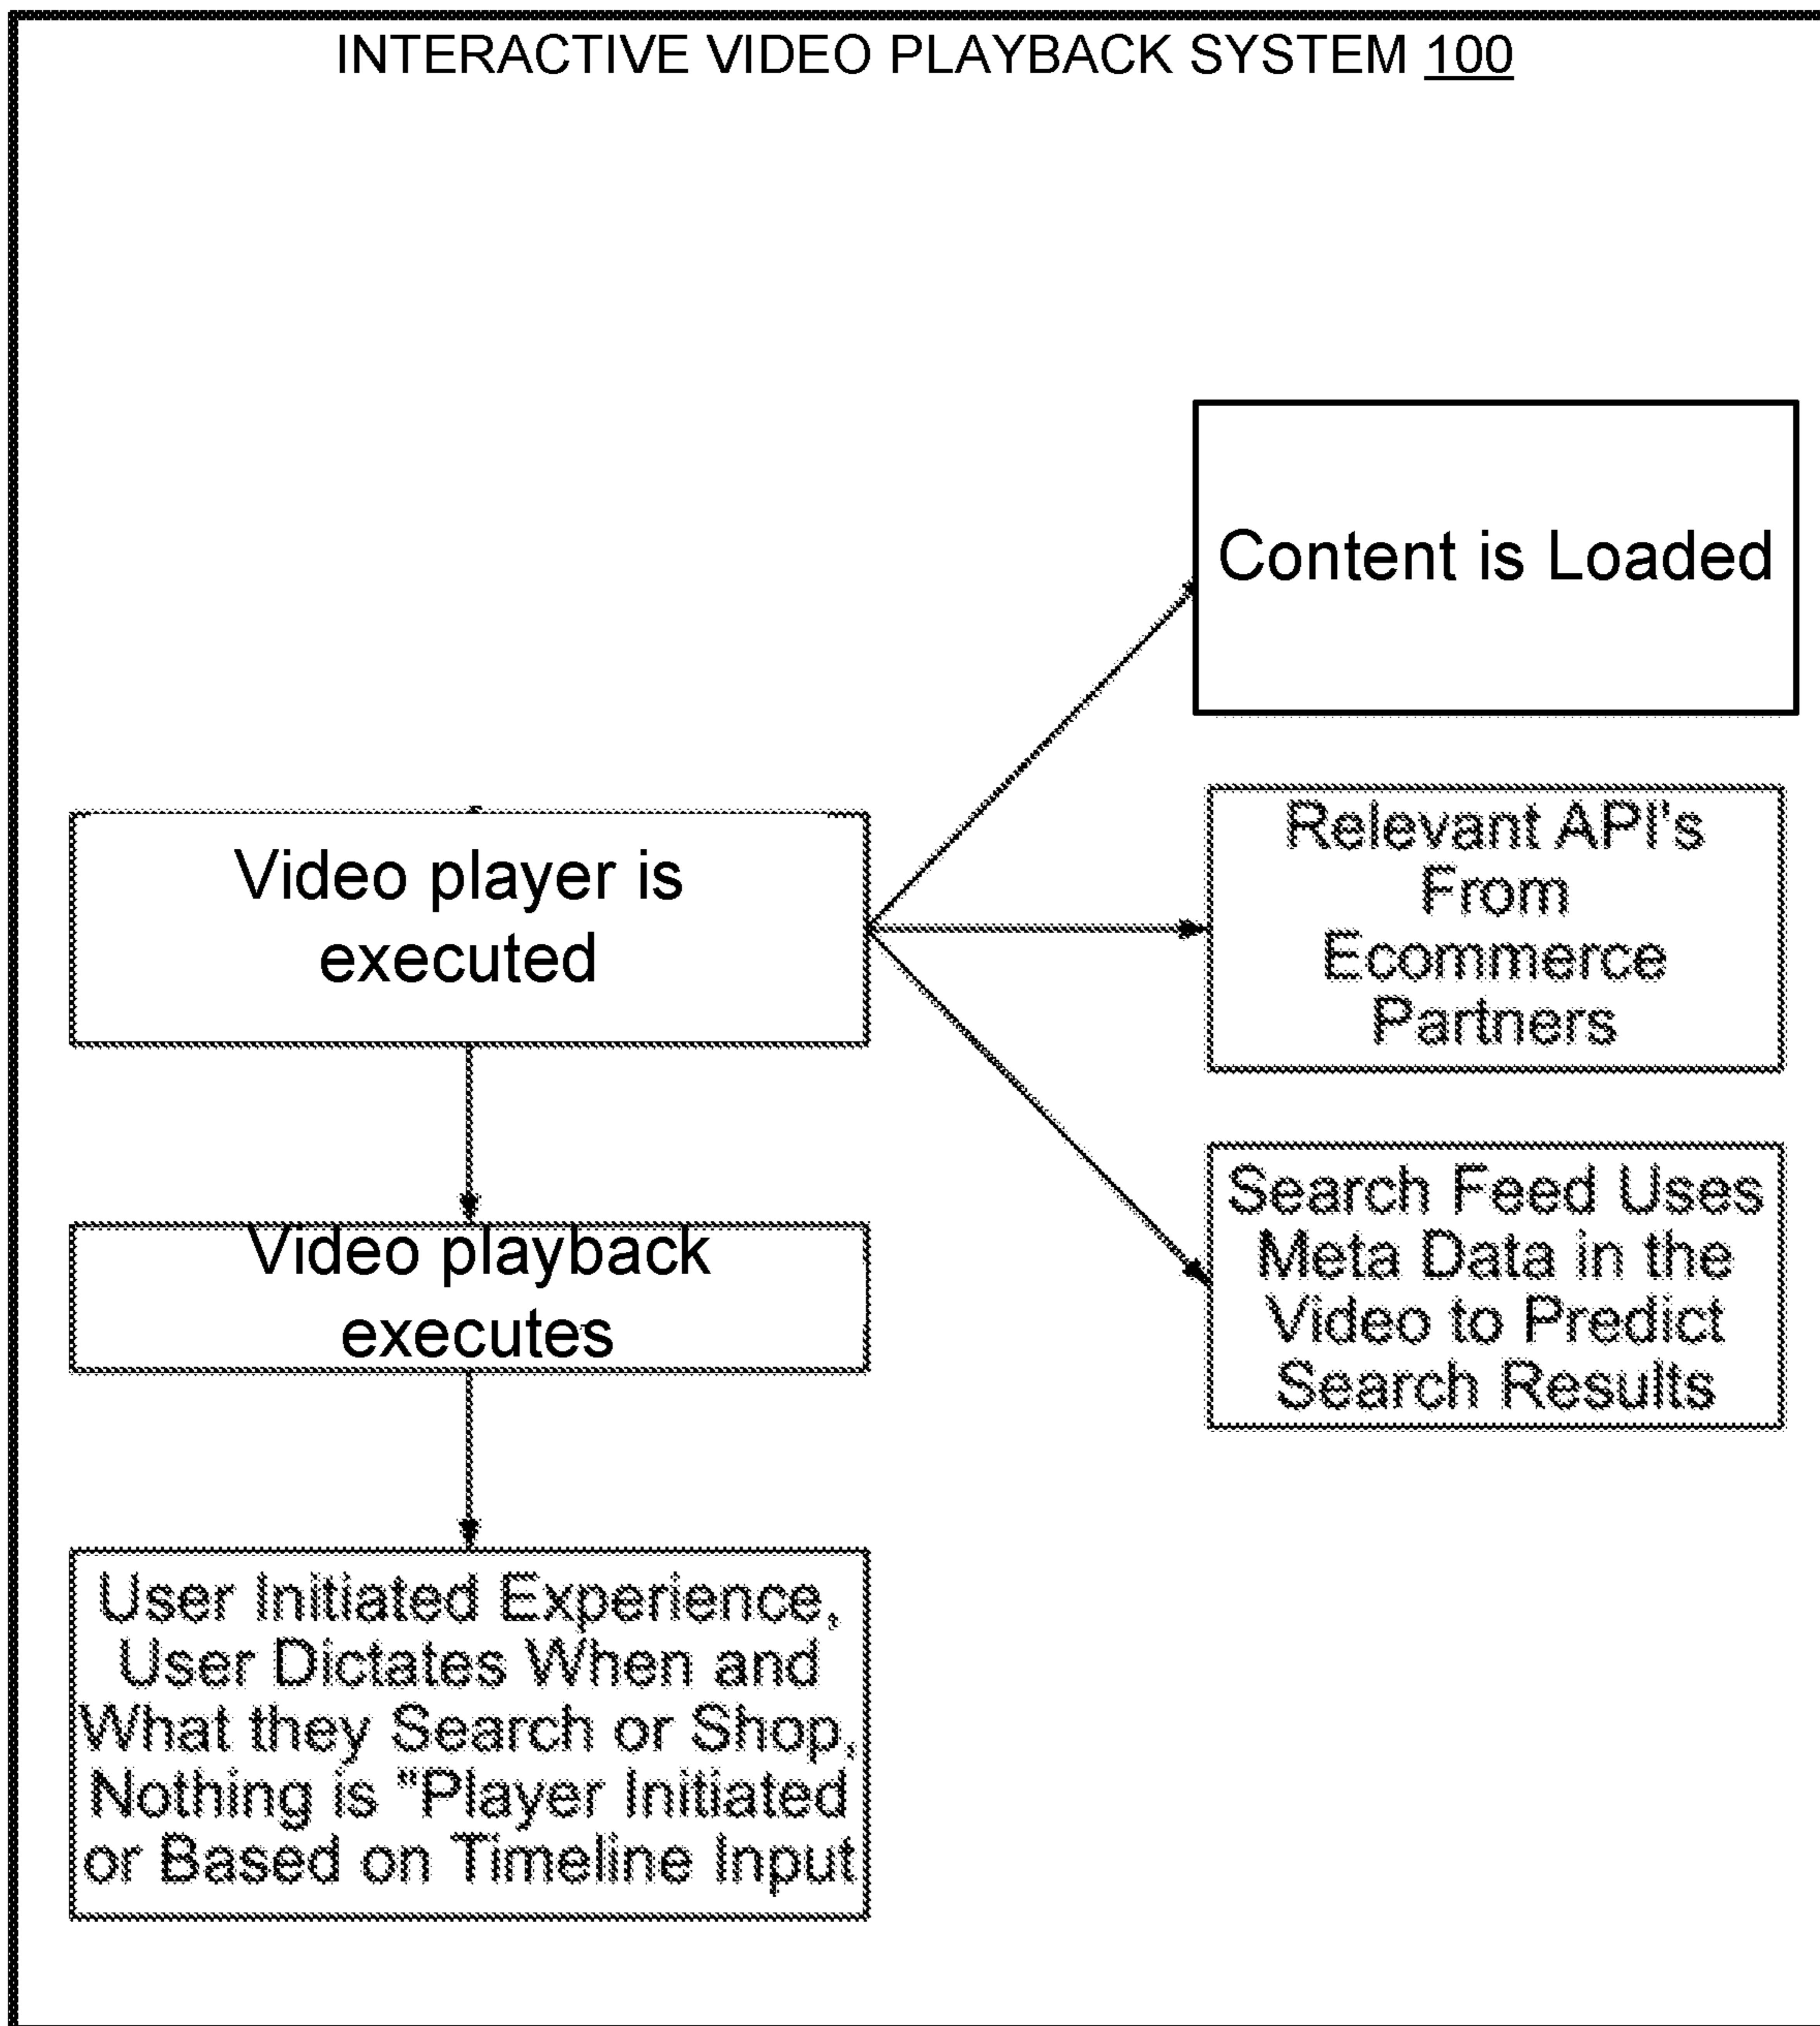 INTERACTIVE VIDEO PLAYBACK SYSTEM 100
Content is Loaded
Video player is
executed
Relevant API's
From
Ecommerce
Partners
Search Feed Uses
Meta Data in the
Video to Predict
Search Results
Video playback
executes
User Initiated Experience,
User Dictates When and
What they Search or Shop,
Nothing is "Player Initiated
or Based on Timeline Input